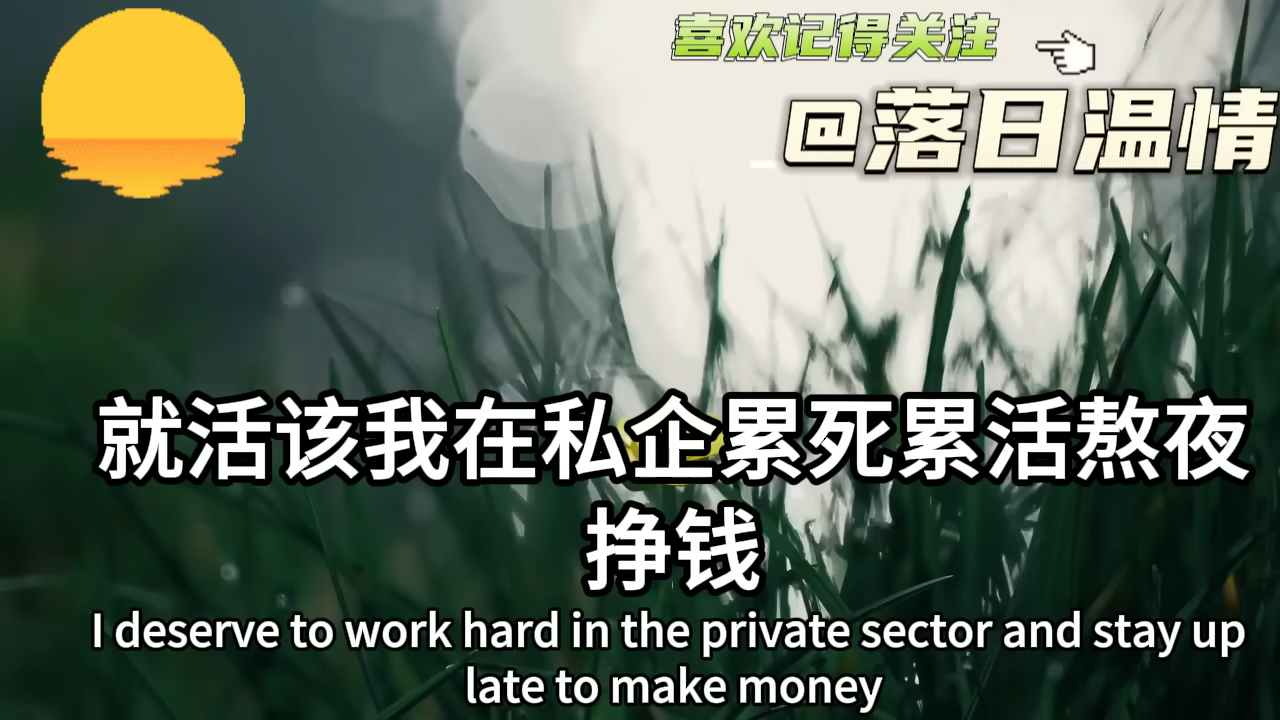 喜欢记得关注
@落日温情
就活该我在私企累死累活熬夜
挣钱
I deserve to work hard in the private sector and stay up
late to make money